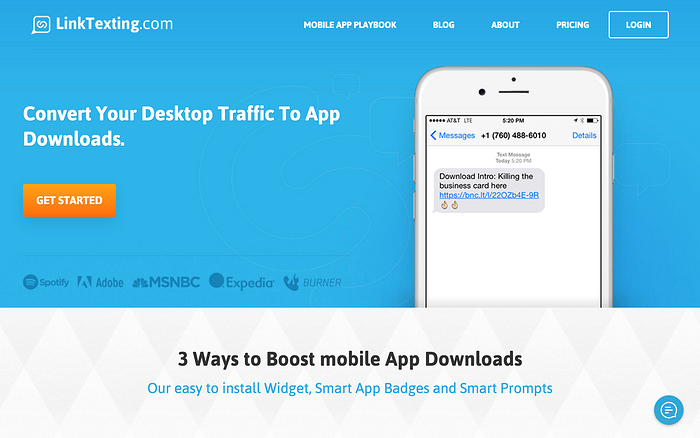 LinkTexting.com
MOBILE APP PLAYBOOK
BLOG
ABOUT
PRICING
LOGIN
Convert Your Desktop Traffic To App
Downloads.
GET STARTED
Spotify
Adobe
MSNBC
Expedia
BURNER
AT&T LTE
5:20 PM
Messages
+1 (760) 488-6010
Details
Text Message
Today 5:20 PM
Download Intro: Killing the
business card here
https://bnc.lt/l/22OZb4E-9R
👌👌
3 Ways to Boost mobile App Downloads
Our easy to install Widget, Smart App Badges and Smart Prompts